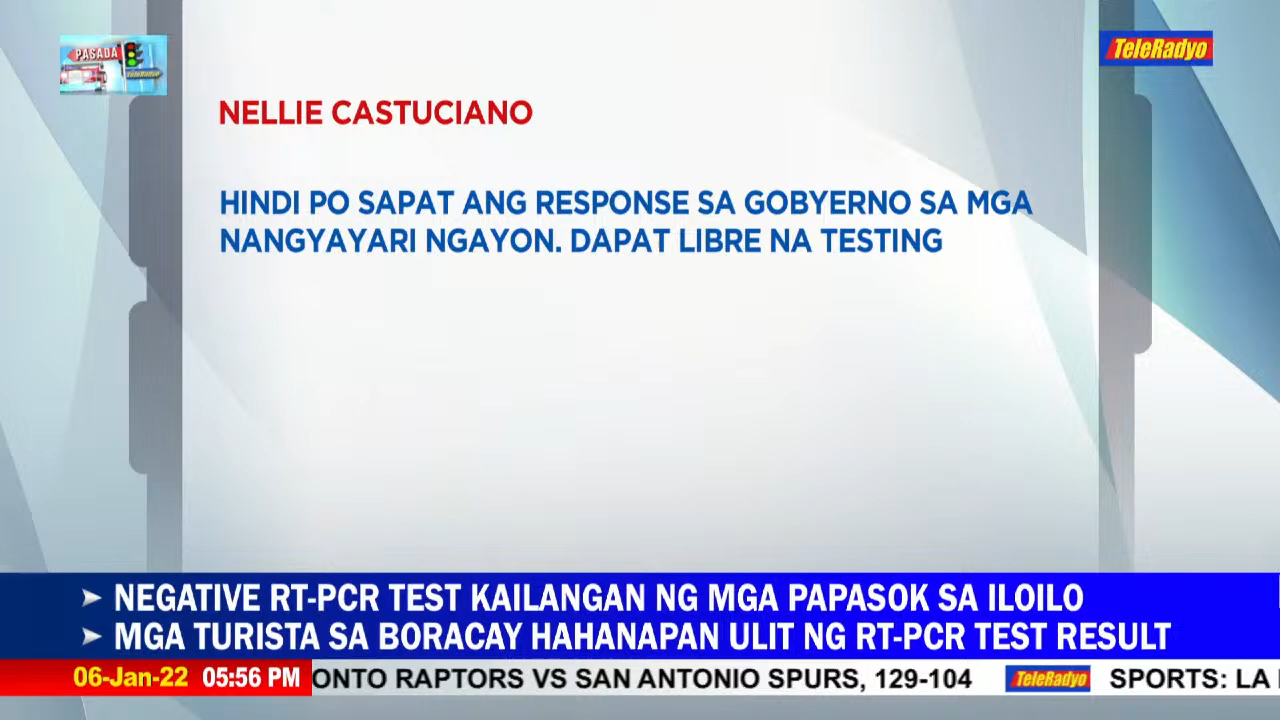 PASADA
TeleRadyo
TeleRadyo
NELLIE CASTUCIANO
HINDI PO SAPAT ANG RESPONSE SA GOBYERNO SA MGA
NANGYAYARI NGAYON. DAPAT LIBRE NA TESTING
NEGATIVE RT-PCR TEST KAILANGAN NG MGA PAPASOK SA ILOILO
MGA TURISTA SA BORACAY HAHANAPAN ULIT NG RT-PCR TEST RESULT
06-Jan-22 05:56 PM ONTO RAPTORS VS SAN ANTONIO SPURS, 129-104 TeleRadyo SPORTS: LA